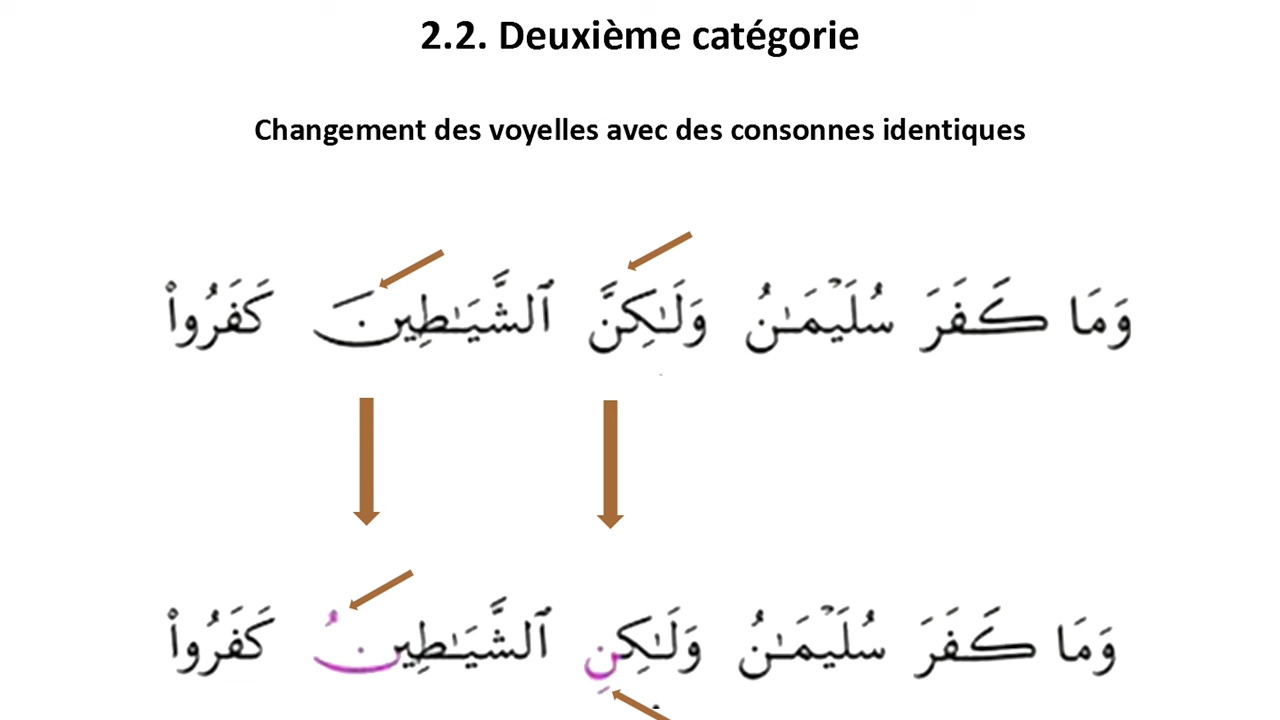 2.2. Deuxième catégorie
Changement des voyelles avec des consonnes identiques
وَمَا كَفَرَ سُلَيْمَـٰنُ وَلَـٰكِنَّ ٱلشَّيَـٰطِينَ كَفَرُوا۟
وَمَا كَفَرَ سُلَيْمَـٰنُ وَلَـٰكِنِ ٱلشَّيَـٰطِينُ كَفَرُوا۟